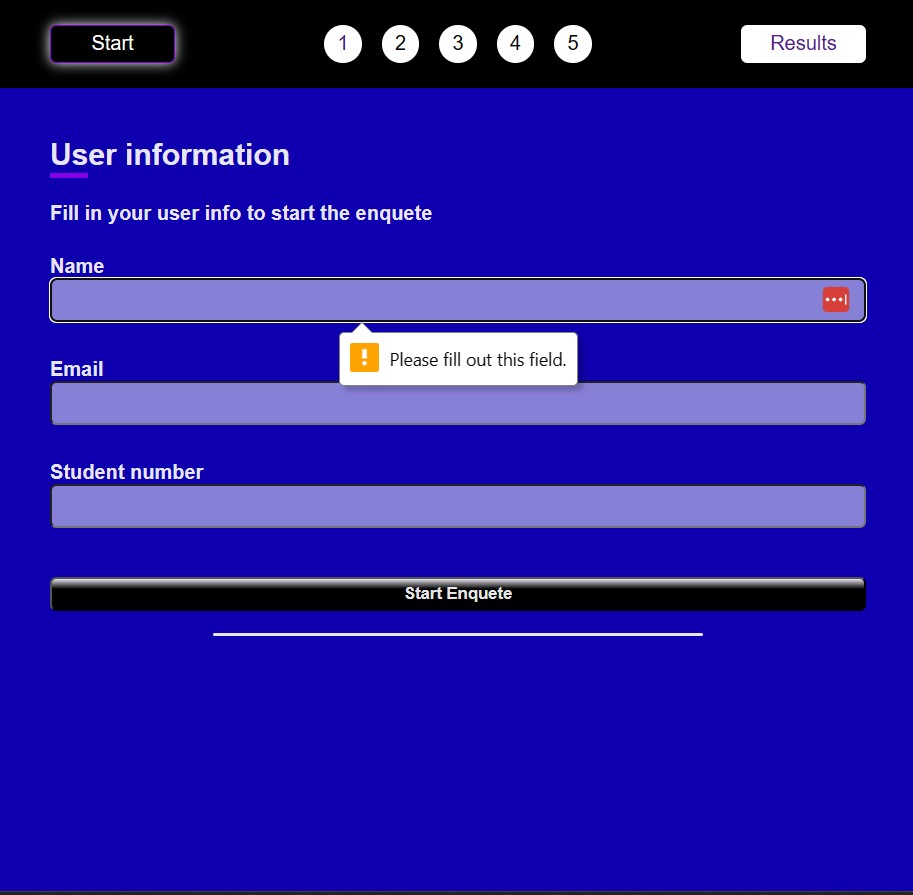 Start 1 2 3 4 5 Results
User information
Fill in your user info to start the enquete
Name
Please fill out this field.
Email
Student number
Start Enquete